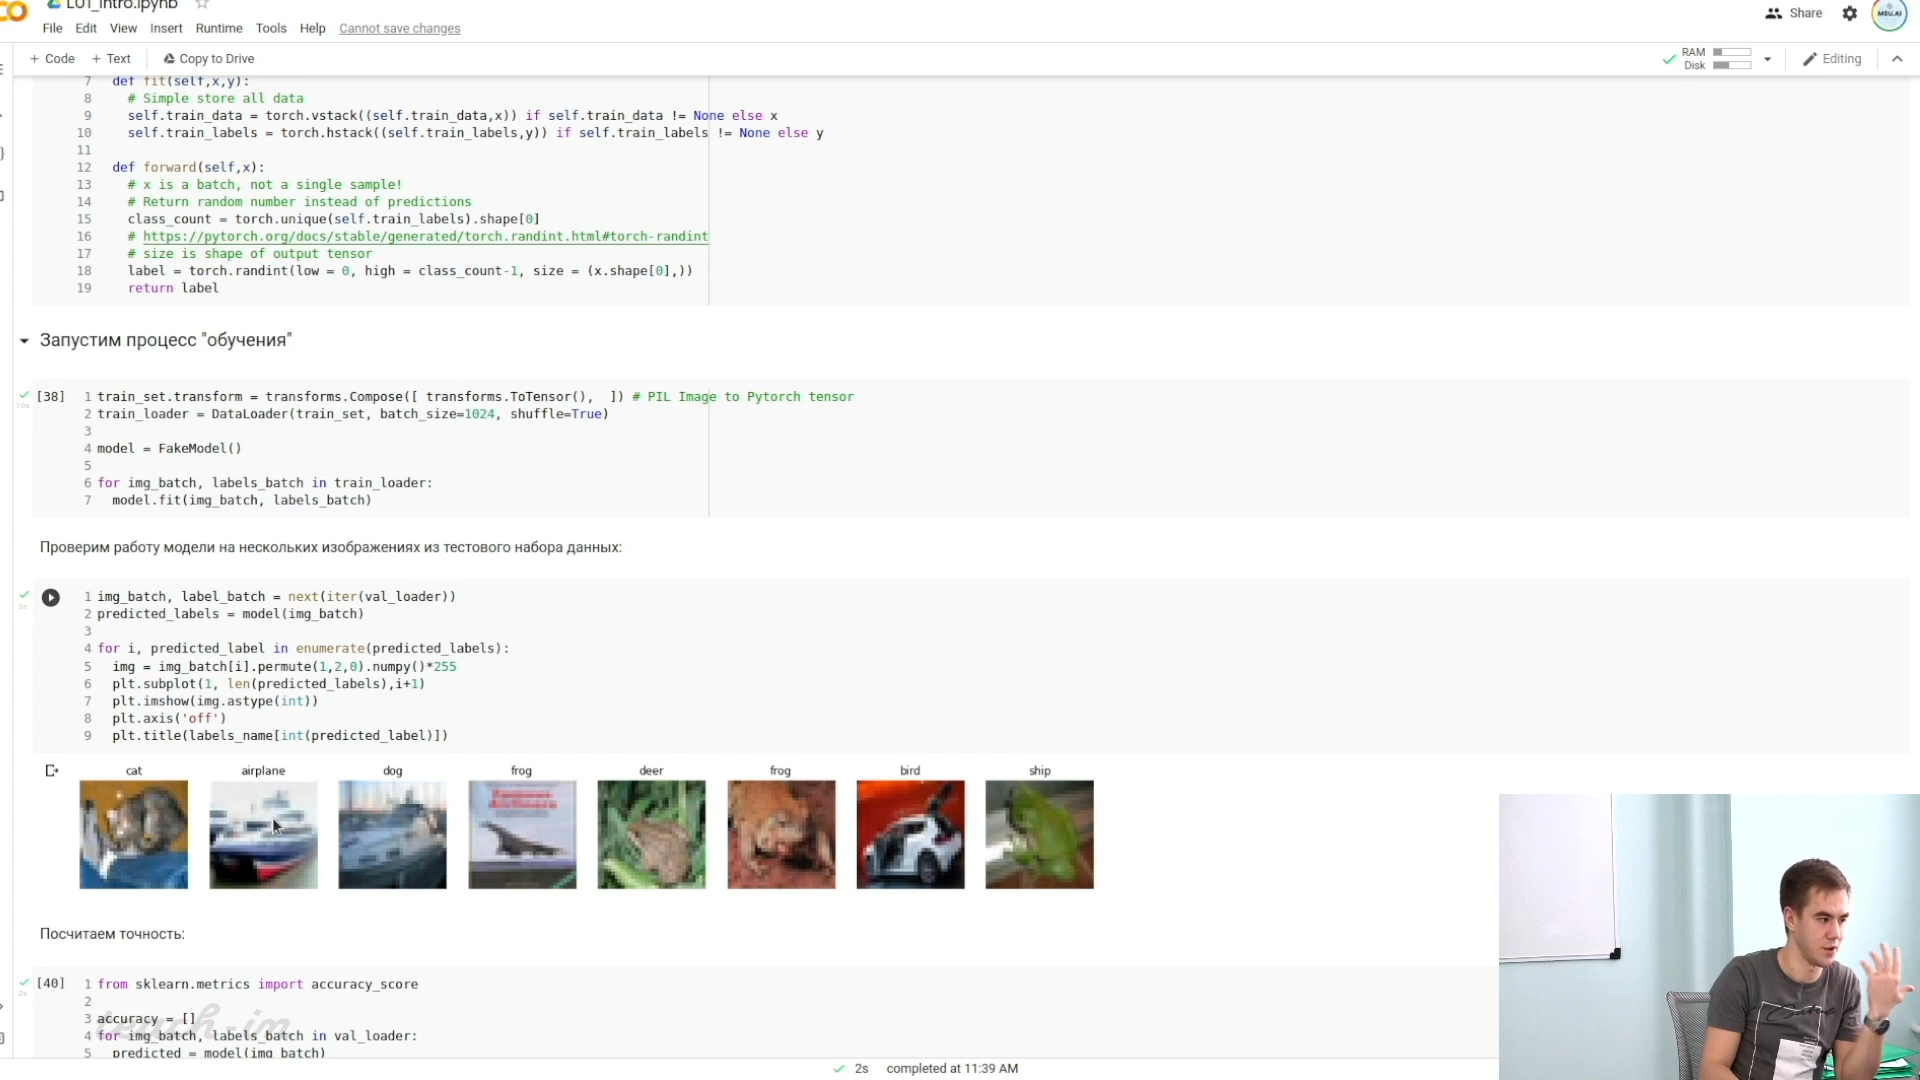 L01_Intro.ipynb
File Edit View Insert Runtime Tools Help Cannot save changes
Share
MSU.AI
+ Code + Text Copy to Drive
RAM
Disk
Editing
7 def fit(self,x,y):
8 # Simple store all data
9 self.train_data = torch.vstack((self.train_data,x)) if self.train_data != None else x
10 self.train_labels = torch.hstack((self.train_labels,y)) if self.train_labels != None else y
11
12 def forward(self,x):
13 # x is a batch, not a single sample!
14 # Return random number instead of predictions
15 class_count = torch.unique(self.train_labels).shape[0]
16 # https://pytorch.org/docs/stable/generated/torch.randint.html#torch-randint
17 # size is shape of output tensor
18 label = torch.randint(low = 0, high = class_count-1, size = (x.shape[0],))
19 return label
Запустим процесс "обучения"
[38] 1 train_set.transform = transforms.Compose([ transforms.ToTensor(),  ]) # PIL Image to Pytorch tensor
10s
2 train_loader = DataLoader(train_set, batch_size=1024, shuffle=True)
3
4 model = FakeModel()
5
6 for img_batch, labels_batch in train_loader:
7 model.fit(img_batch, labels_batch)
Проверим работу модели на нескольких изображениях из тестового набора данных:
1 img_batch, label_batch = next(iter(val_loader))
0s
2 predicted_labels = model(img_batch)
3
4 for i, predicted_label in enumerate(predicted_labels):
5 img = img_batch[i].permute(1,2,0).numpy()*255
6 plt.subplot(1, len(predicted_labels),i+1)
7 plt.imshow(img.astype(int))
8 plt.axis('off')
9 plt.title(labels_name[int(predicted_label)])
cat airplane dog frog deer frog bird ship
Посчитаем точность:
[40] 1 from sklearn.metrics import accuracy_score
2s
2
3 accuracy = []
4 for img_batch, labels_batch in val_loader:
5 predicted = model(img_batch)
teach-in
2s completed at 11:39 AM